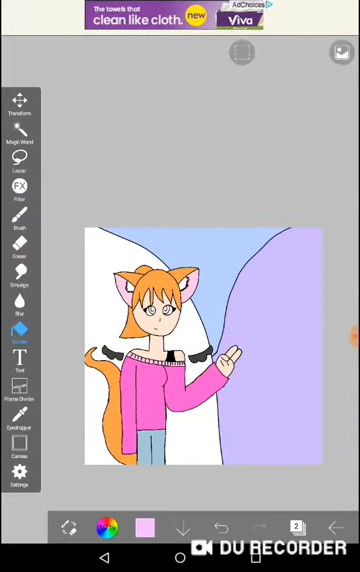 AdChoices
The towels that
clean like cloth.
new
Viva
Transform
Magic Wand
Lasso
FX
Filter
Brush
Eraser
Smudge
Blur
Bucket
T
Text
Frame Divider
Eyedropper
Canvas
Settings
2
DU RECORDER